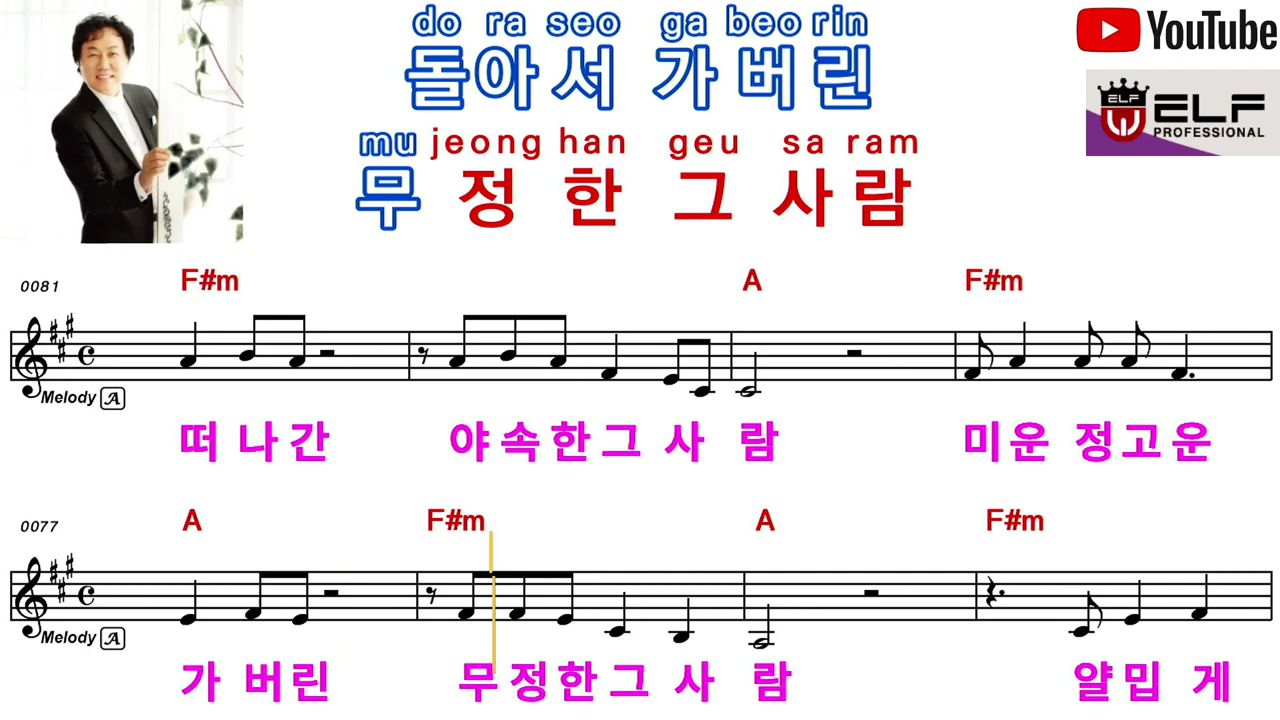 do ra seo ga beo rin
돌아서 가버린
mu jeong han geu sa ram
무 정 한 그 사 람
YouTube
ELF
ELF
PROFESSIONAL
0081 F#m A F#m
Melody A
떠 나 간 야 속 한 그 사 람 미 운 정 고 운
0077 A F#m A F#m
Melody A
가 버 린 무 정 한 그 사 람 얄 밉 게